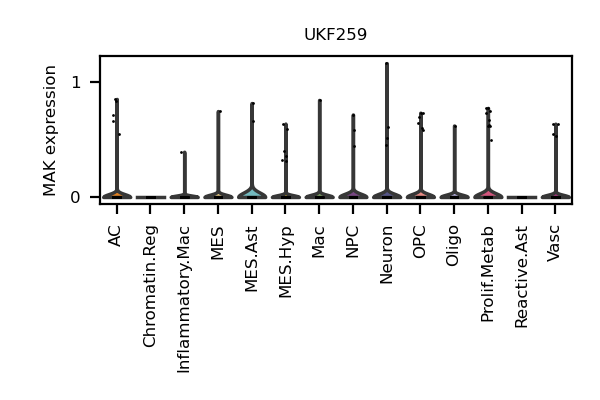 UKF259
MAK expression
1
0
AC
Chromatin.Reg
Inflammatory.Mac
MES
MES.Ast
MES.Hyp
Mac
NPC
Neuron
OPC
Oligo
Prolif.Metab
Reactive.Ast
Vasc